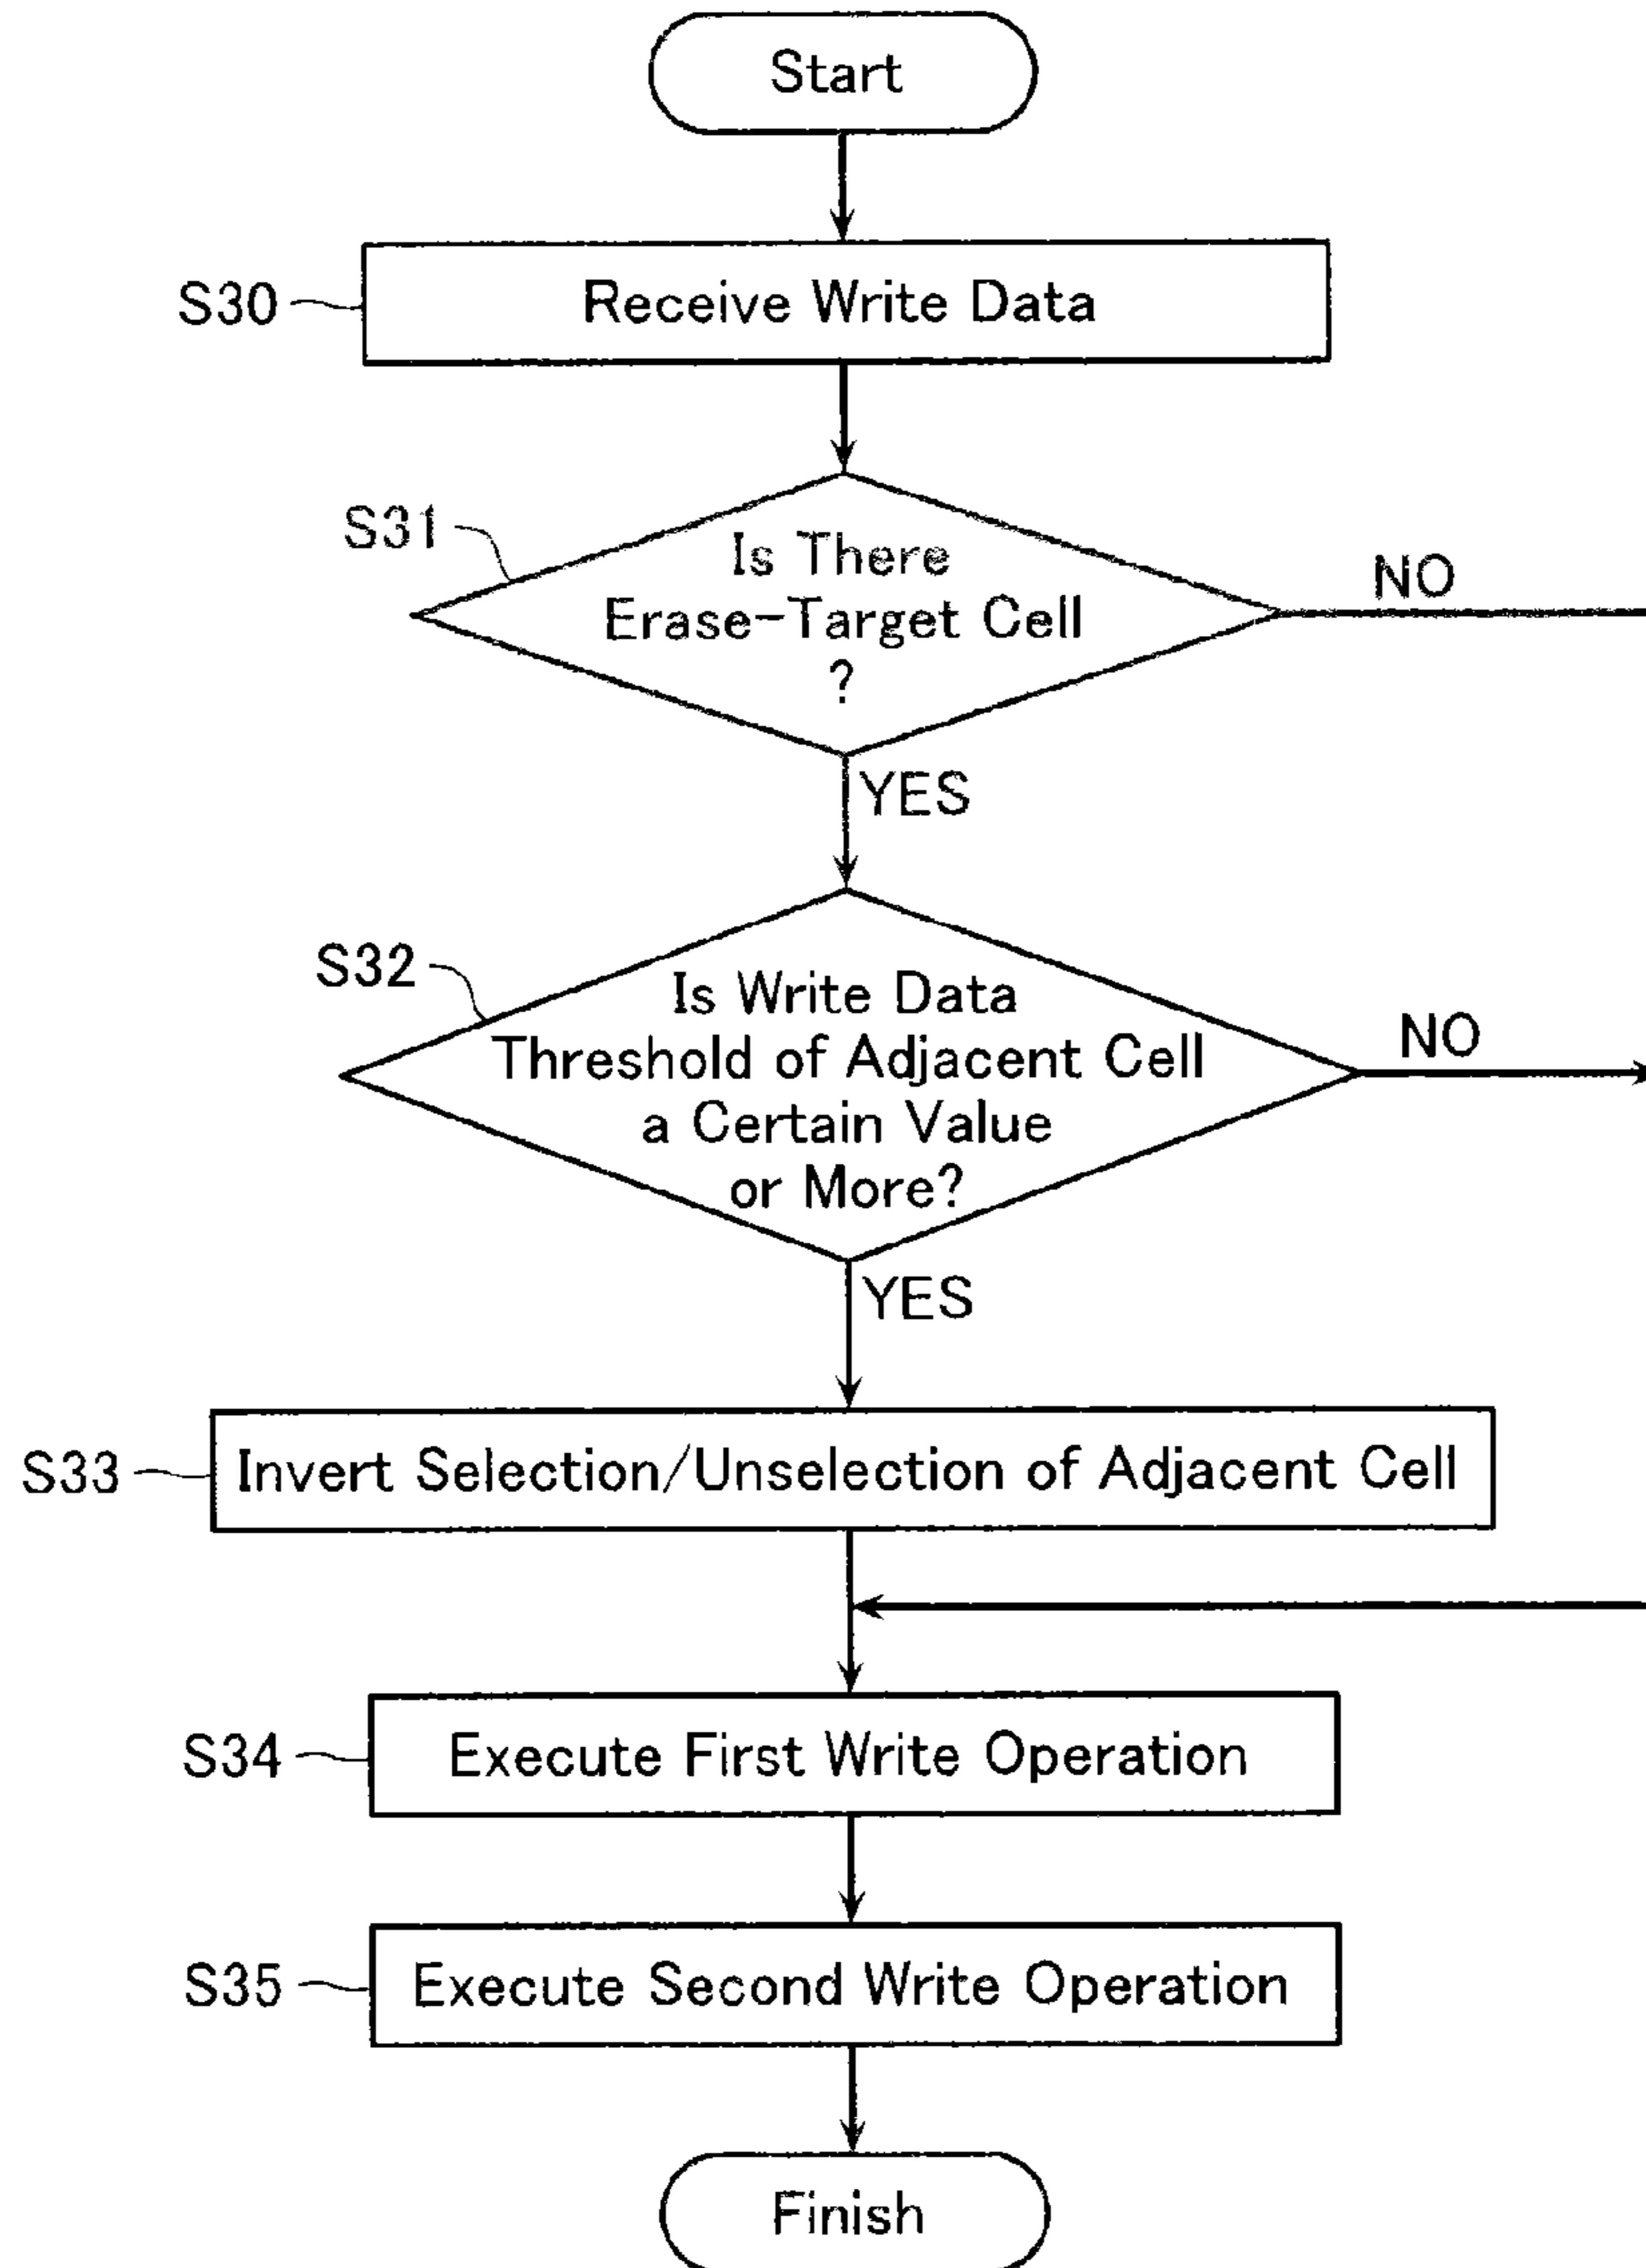 Start
S30
Receive Write Data
S31
Is There
Erase-Target Cell
?
NO
YES
S32
Is Write Data
Threshold of Adjacent Cell
a Certain Value
or More?
NO
YES
S33
Invert Selection/Unselection of Adjacent Cell
S34
Execute First Write Operation
S35
Execute Second Write Operation
Finish